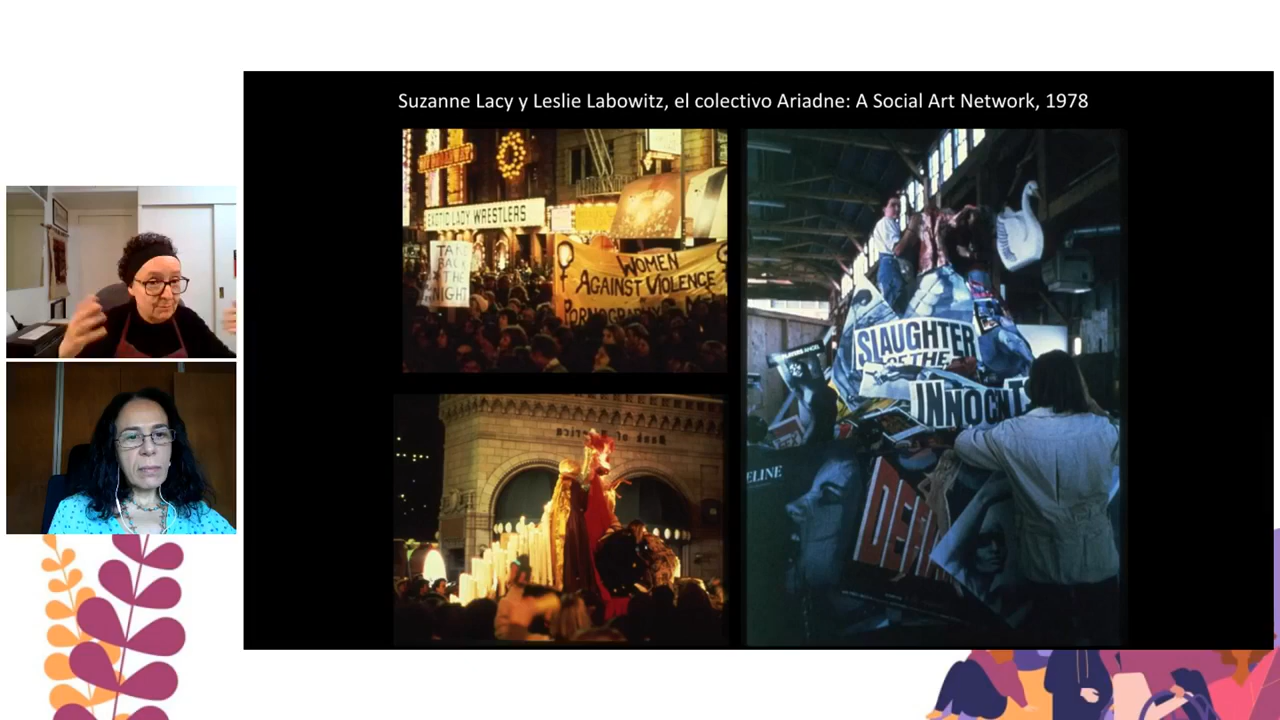 Suzanne Lacy y Leslie Labowitz, el colectivo Ariadne: A Social Art Network, 1978
EXOTIC LADY WRESTLERS
TAKE
BACK
THE
NIGHT
WOMEN
AGAINST VIOLENCE
PORNOGRAPHY
SLAUGHTER
OF THE
INNOCENT
ELINE